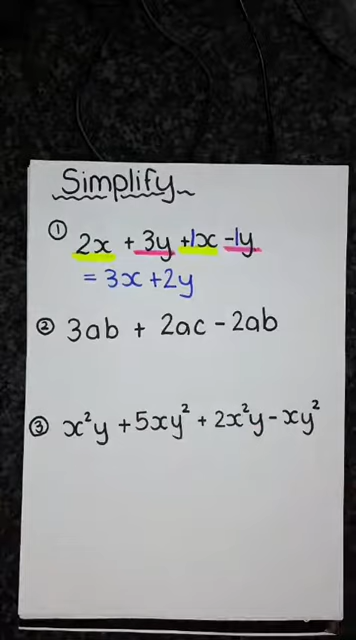 Simplify
① 2x + 3y + 1x - 1y
= 3x + 2y
② 3ab + 2ac - 2ab
③ x²y + 5xy² + 2x²y - xy²